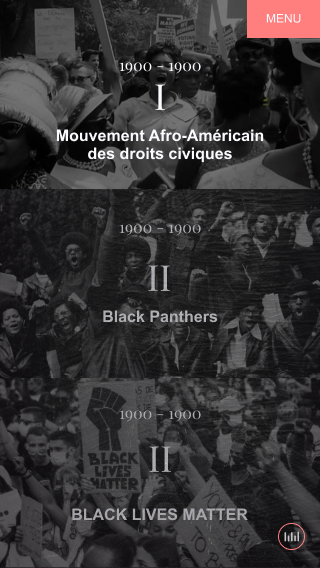 MENU
1900 - 1900
I
Mouvement Afro-Américain
des droits civiques
1900 - 1900
II
Black Panthers
1900 - 1900
II
BLACK
LIVES
MATTER
BLACK LIVES MATTER